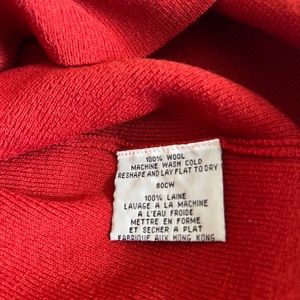 100% WOOL
MACHINE WASH COLD
RESHAPE AND LAY FLAT TO DRY
80CW
100% LAINE
LAVAGE A LA MACHINE
A L'EAU FROIDE
METTRE EN FORME
ET SECHER A PLAT
FABRIQUE AUX HONG KONG